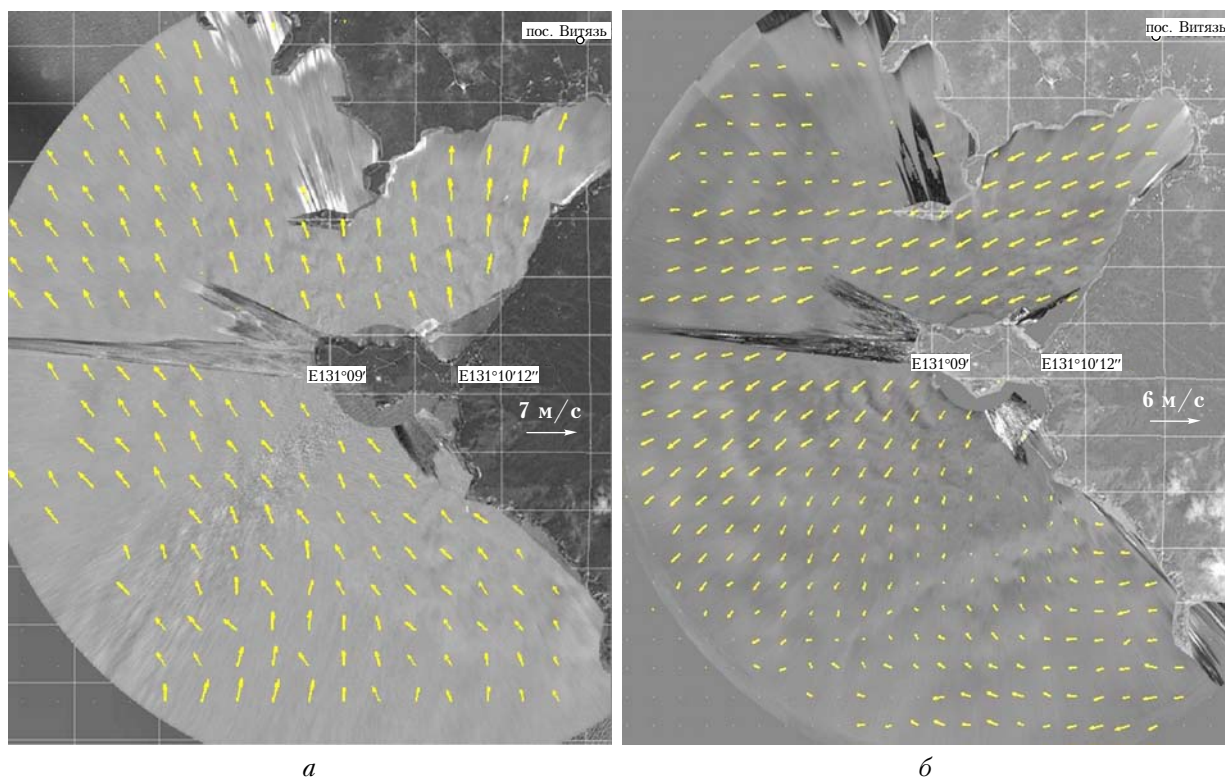 пос. Витязь
пос. Витязь
E131°09′
E131°10′12″
E131°09′
E131°10′12″
7 м/с
6 м/с
а
б